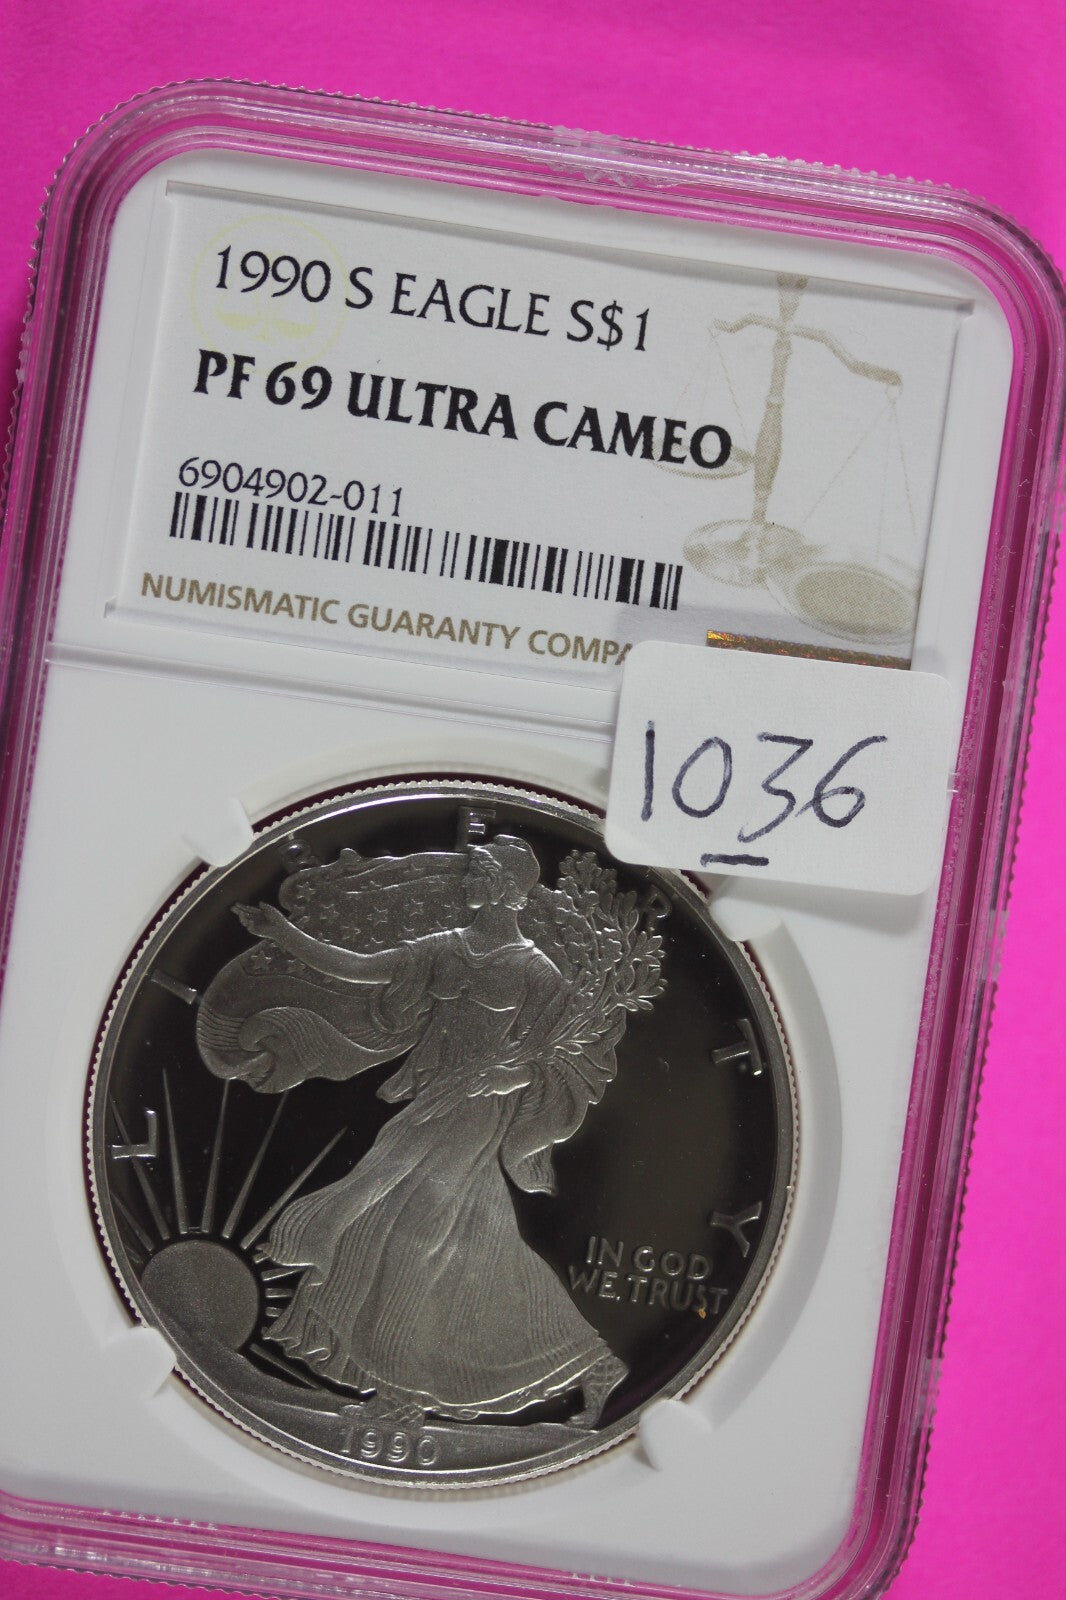 1990 S EAGLE S$1
PF 69 ULTRA CAMEO
6904902-011
NUMISMATIC GUARANTY COMPA
1036
LIBERTY
IN GOD
WE TRUST
1990